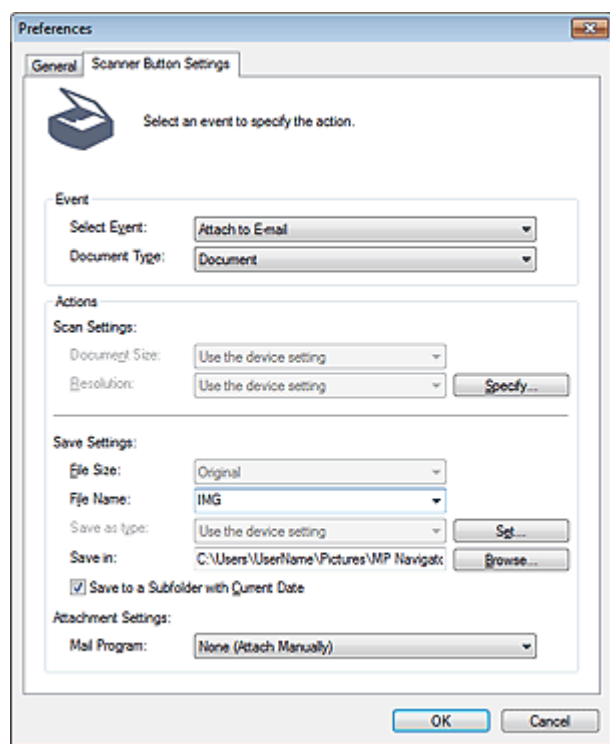 Preferences
General Scanner Button Settings
Select an event to specify the action.
Event
Select Event: Attach to E-mail
Document Type: Document
Actions
Scan Settings:
Document Size: Use the device setting
Resolution: Use the device setting Specify...
Save Settings:
File Size: Original
File Name: IMG
Save as type: Use the device setting Set...
Save in: C:\Users\UserName\Pictures\MP Navigato Browse...
Save to a Subfolder with Current Date
Attachment Settings:
Mail Program: None (Attach Manually)
OK Cancel